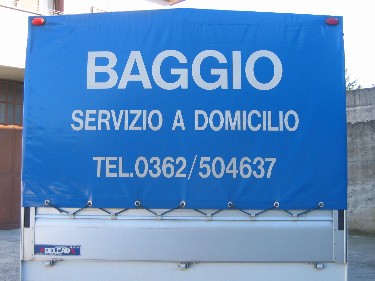 BAGGIO
SERVIZIO A DOMICILIO
TEL.0362/504637